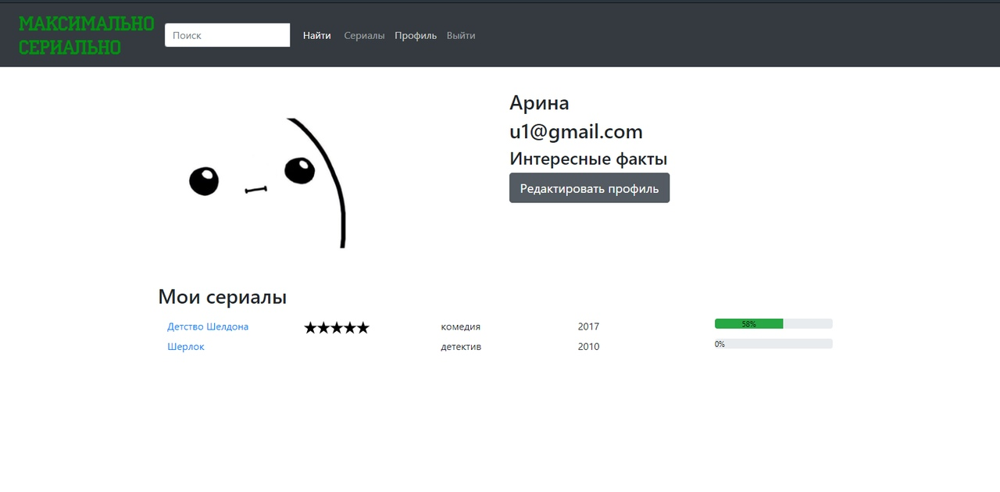 МАКСИМАЛЬНО
СЕРИАЛЬНО
Поиск Найти Сериалы Профиль Выйти
Арина
u1@gmail.com
Интересные факты
Редактировать профиль
Мои сериалы
Детство Шелдона ★★★★★ комедия 2017 58%
Шерлок детектив 2010 0%